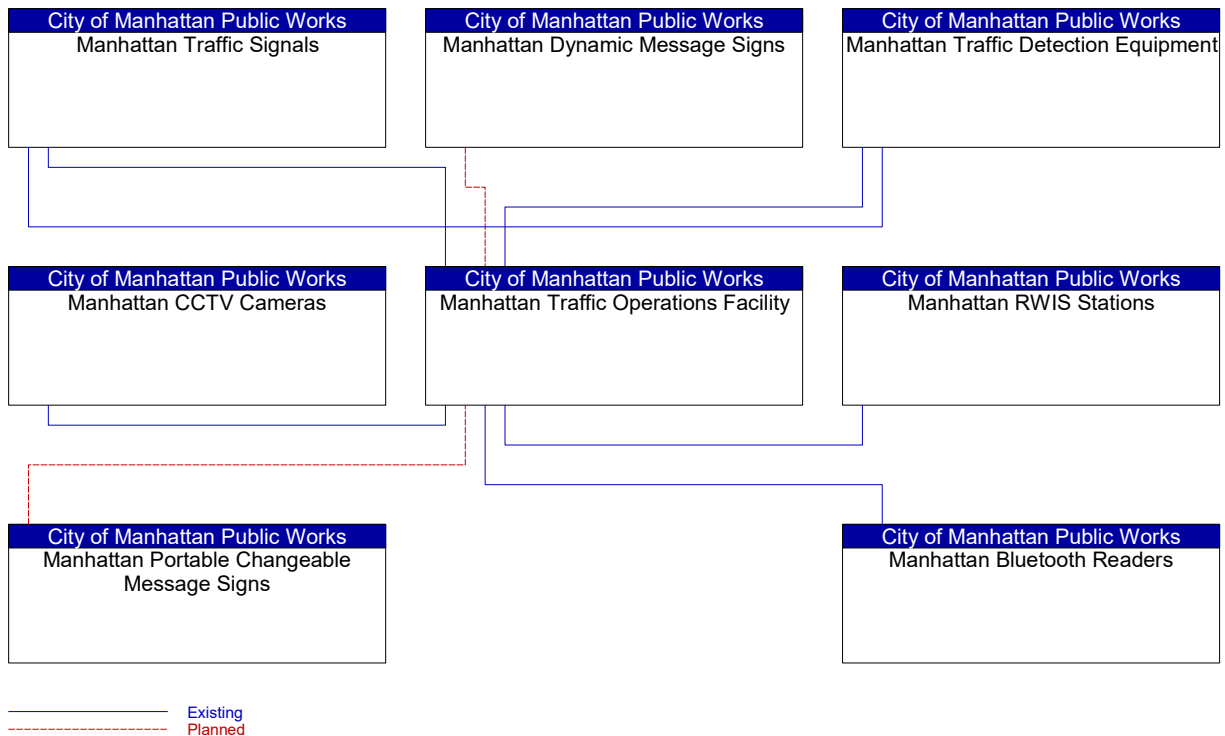 City of Manhattan Public Works
Manhattan Traffic Signals
City of Manhattan Public Works
Manhattan Dynamic Message Signs
City of Manhattan Public Works
Manhattan Traffic Detection Equipment
City of Manhattan Public Works
Manhattan CCTV Cameras
City of Manhattan Public Works
Manhattan Traffic Operations Facility
City of Manhattan Public Works
Manhattan RWIS Stations
City of Manhattan Public Works
Manhattan Portable Changeable
Message Signs
City of Manhattan Public Works
Manhattan Bluetooth Readers
Existing
Planned